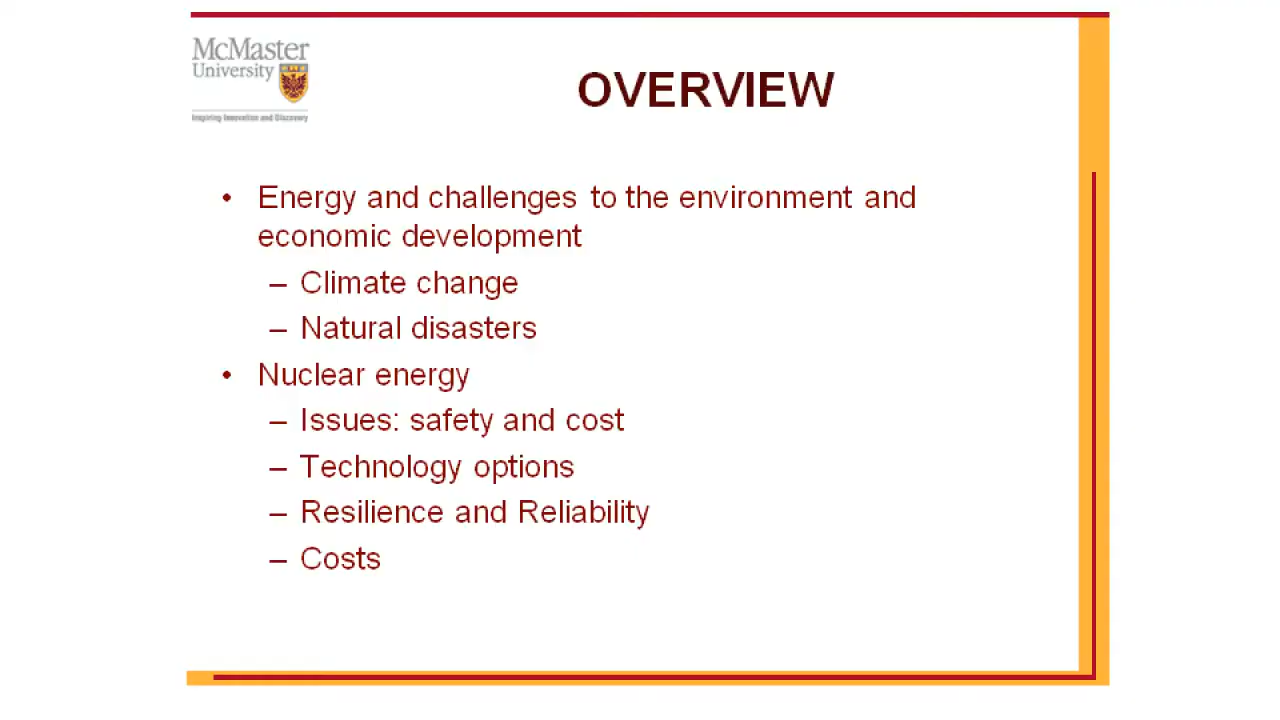 McMaster
University
Inspiring Innovation and Discovery
OVERVIEW
• Energy and challenges to the environment and
economic development
– Climate change
– Natural disasters
• Nuclear energy
– Issues: safety and cost
– Technology options
– Resilience and Reliability
– Costs